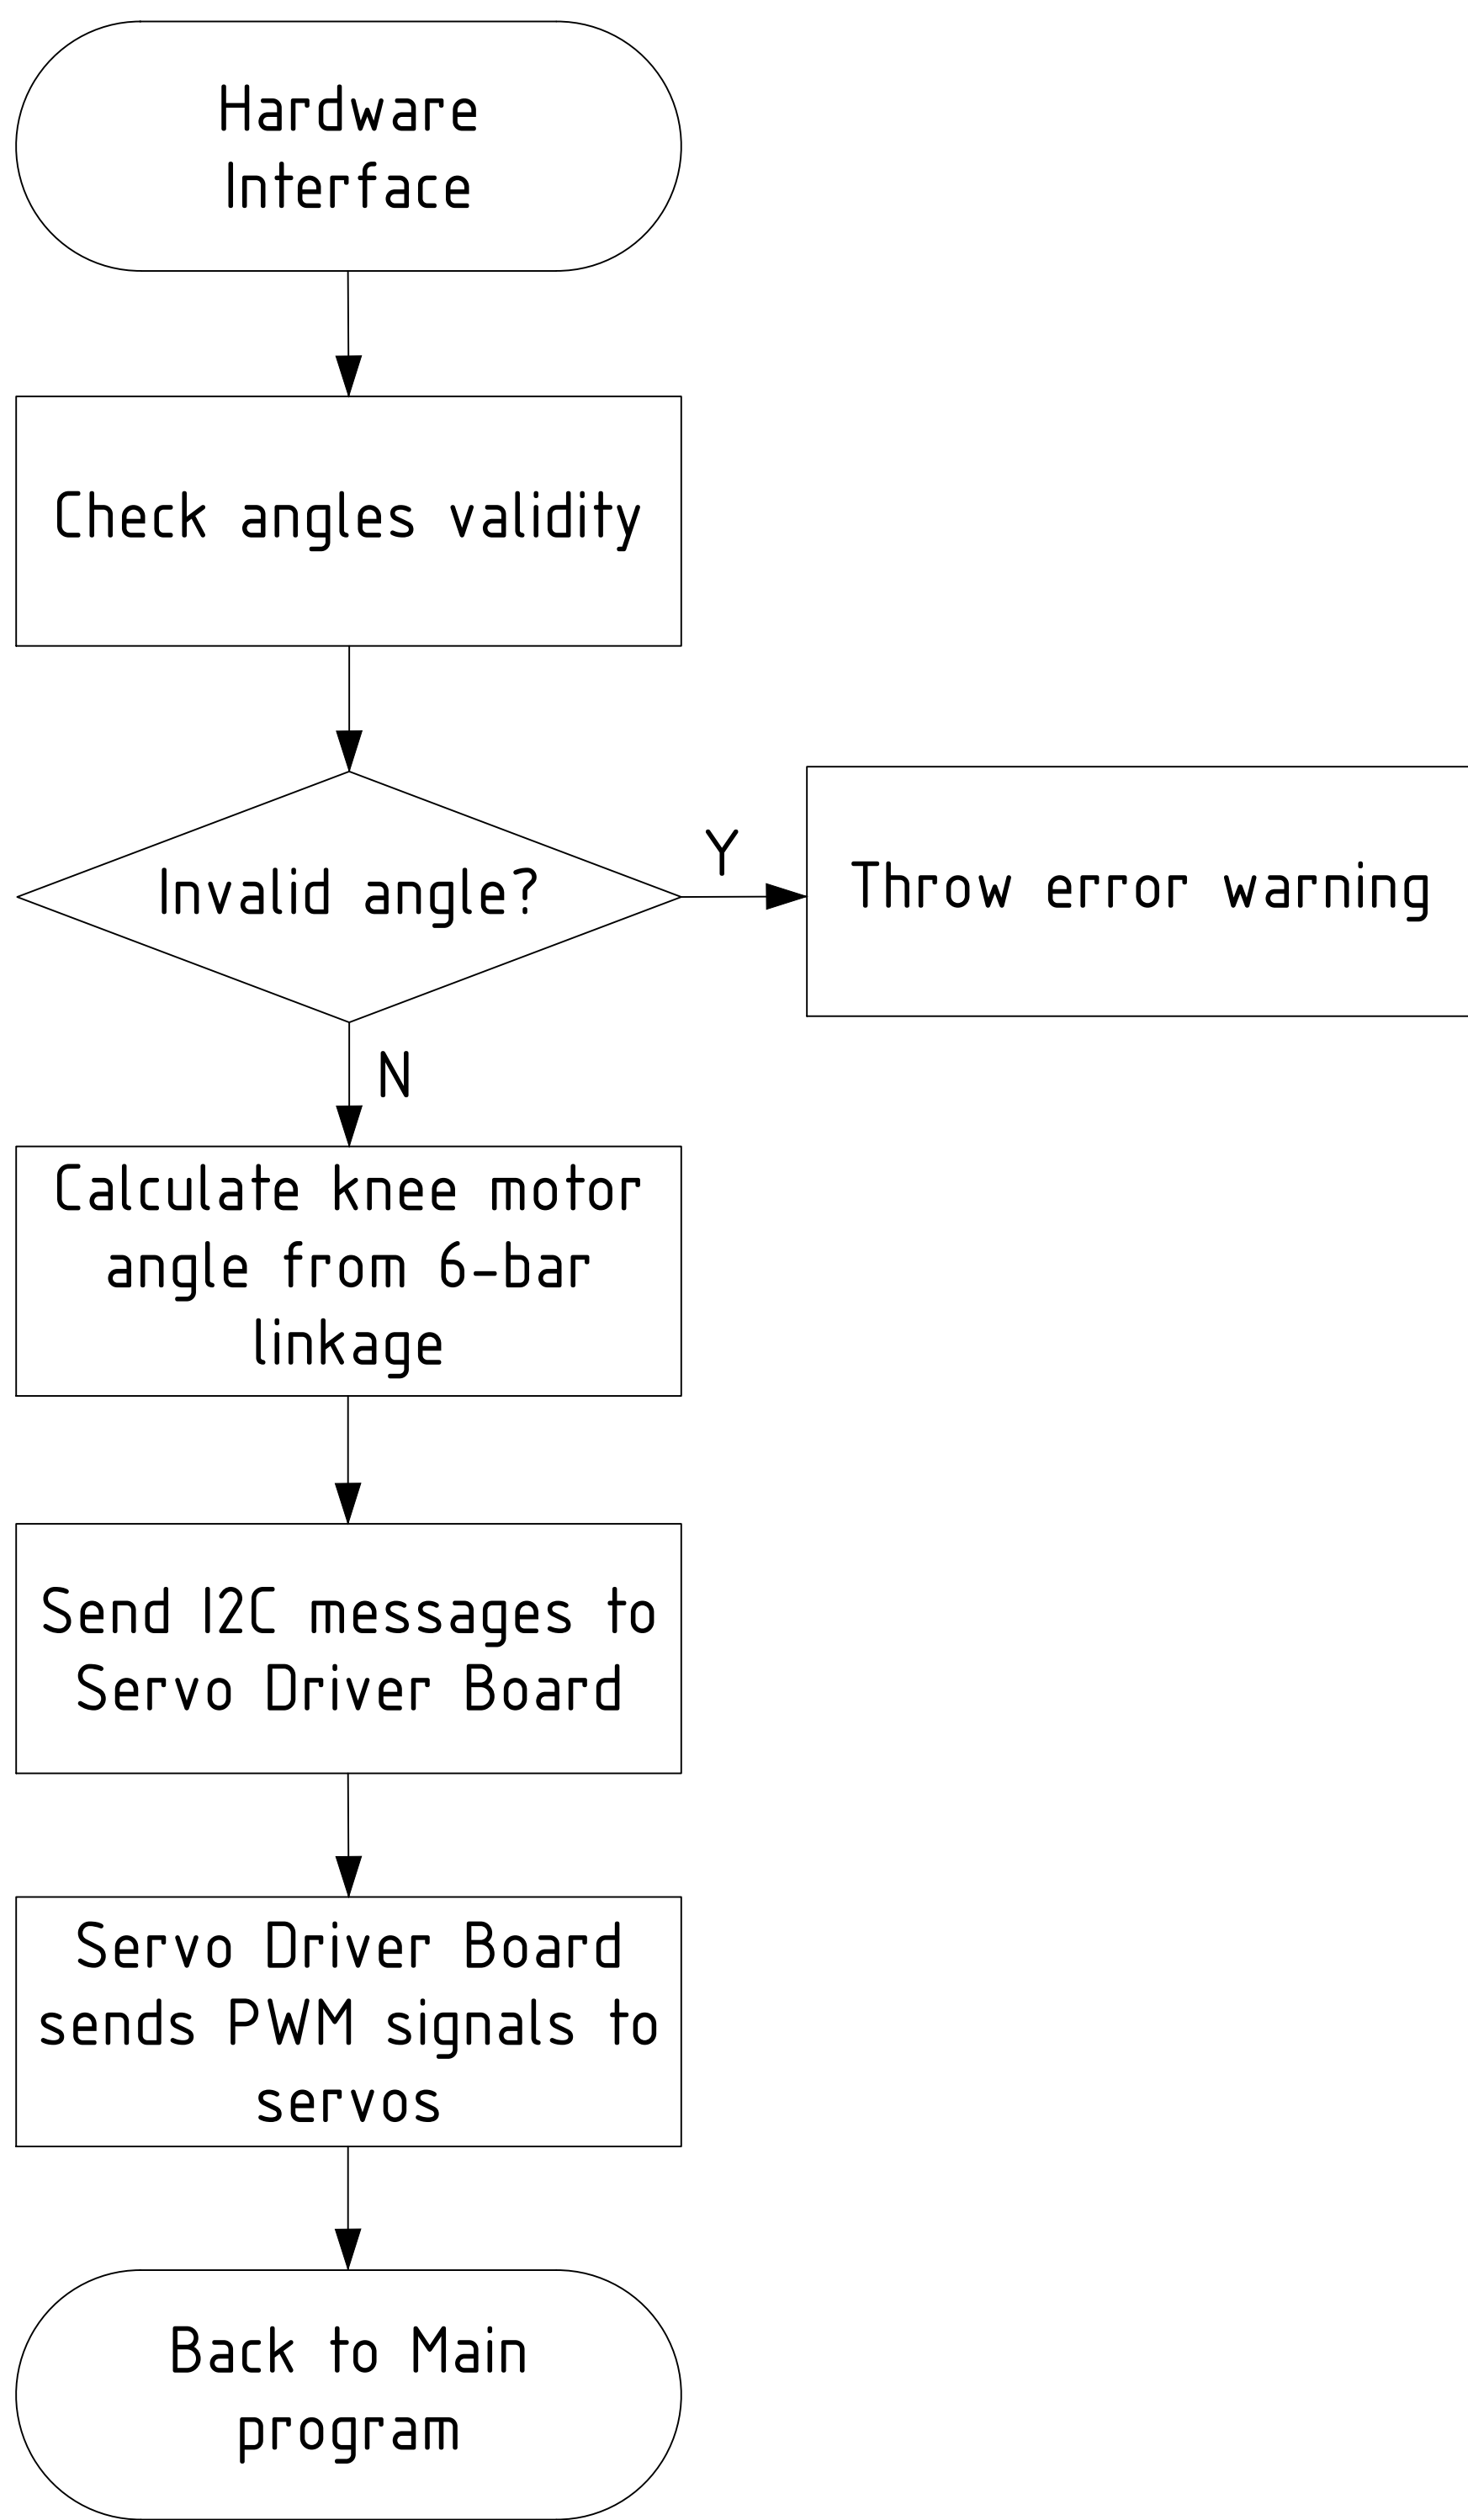 Hardware
Interface
Check angles validity
Invalid angle?
Y
Throw error warning
N
Calculate knee motor
angle from 6-bar
linkage
Send I2C messages to
Servo Driver Board
Servo Driver Board
sends PWM signals to
servos
Back to Main
program